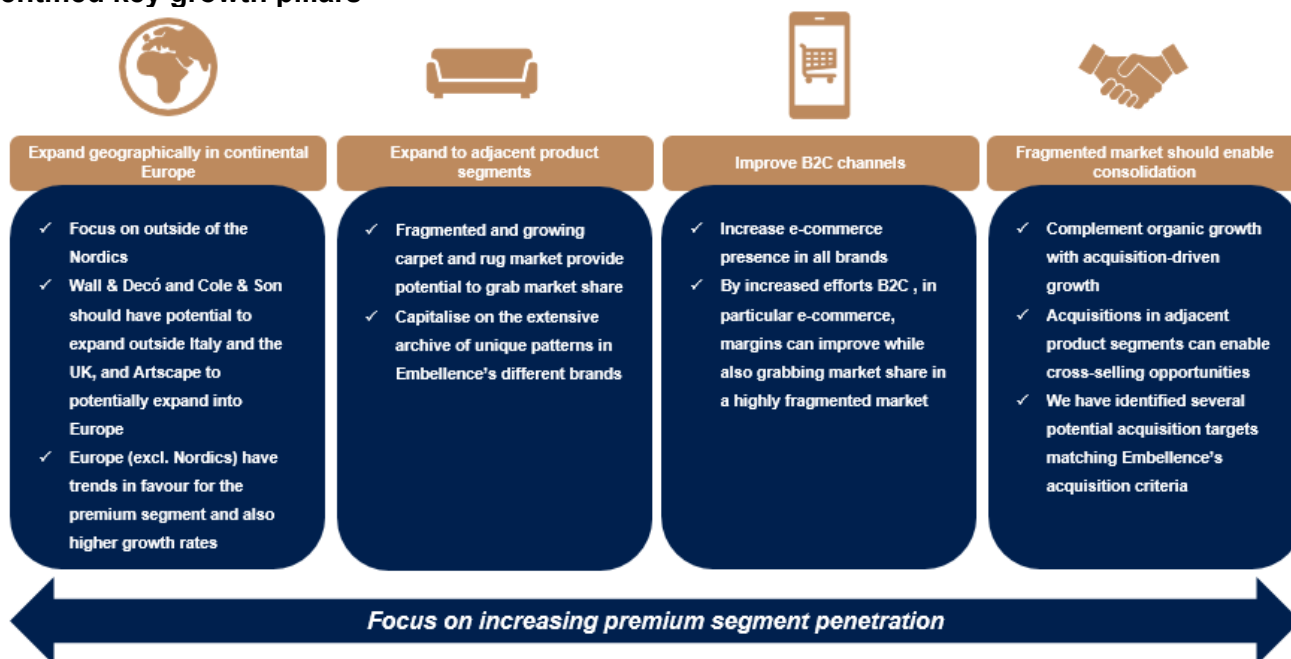 key growth pillars
Expand geographically in continental
Europe
✓ Focus on outside of the
Nordics
✓ Wall & Decó and Cole & Son
should have potential to
expand outside Italy and the
UK, and Artscape to
potentially expand into
Europe
✓ Europe (excl. Nordics) have
trends in favour for the
premium segment and also
higher growth rates
Expand to adjacent product
segments
✓ Fragmented and growing
carpet and rug market provide
potential to grab market share
✓ Capitalise on the extensive
archive of unique patterns in
Embellence's different brands
Improve B2C channels
✓ Increase e-commerce
presence in all brands
✓ By increased efforts B2C , in
particular e-commerce,
margins can improve while
also grabbing market share in
a highly fragmented market
Fragmented market should enable
consolidation
✓ Complement organic growth
with acquisition-driven
growth
✓ Acquisitions in adjacent
product segments can enable
cross-selling opportunities
✓ We have identified several
potential acquisition targets
matching Embellence's
acquisition criteria
Focus on increasing premium segment penetration